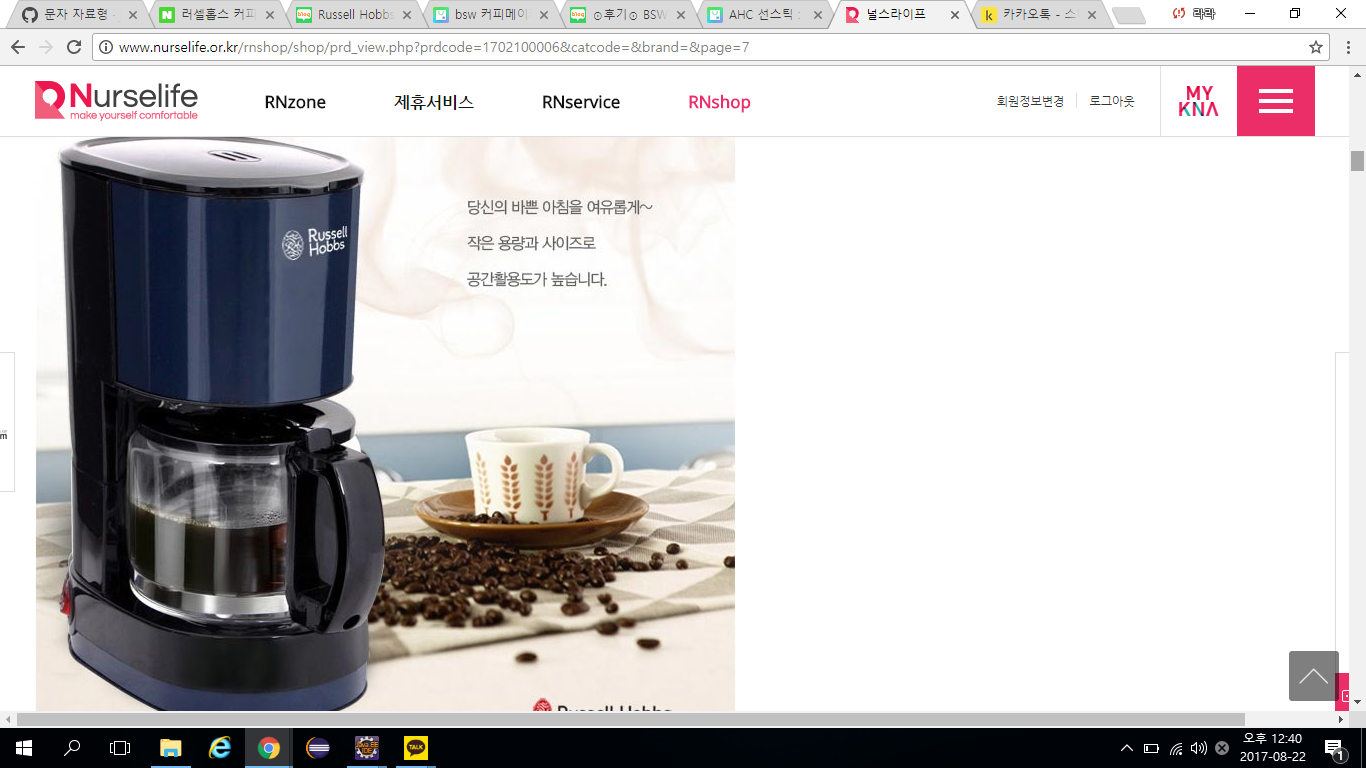 문자 자료형 -
러셀홉스 커피
Russell Hobbs
bsw 커피메이
⊙후기⊙ BSW
AHC 선스틱
널스라이프
카카오톡 - 스
www.nurselife.or.kr/rnshop/shop/prd_view.php?prdcode=1702100006&catcode=&brand=&page=7
Nurselife
make yourself comfortable
RNzone
제휴서비스
RNservice
RNshop
회원정보변경
로그아웃
MY
KNA
Russell
Hobbs
당신의 바쁜 아침을 여유롭게~
작은 용량과 사이즈로
공간활용도가 높습니다.
m
Russell Hobbs
TALK
오후 12:40
2017-08-22
1